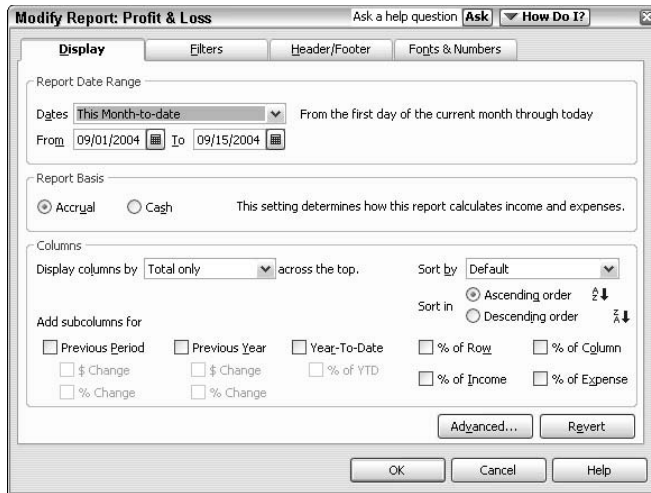 Modify Report: Profit & Loss
Ask a help question Ask How Do I?
Display Filters Header/Footer Fonts & Numbers
Report Date Range
Dates This Month-to-date From the first day of the current month through today
From 09/01/2004 To 09/15/2004
Report Basis
Accrual Cash This setting determines how this report calculates income and expenses.
Columns
Display columns by Total only across the top. Sort by Default
Sort in Ascending order
Descending order
Add subcolumns for
Previous Period Previous Year Year-To-Date % of Row % of Column
$ Change $ Change % of YTD
% Change % Change % of Income % of Expense
Advanced... Revert
OK Cancel Help